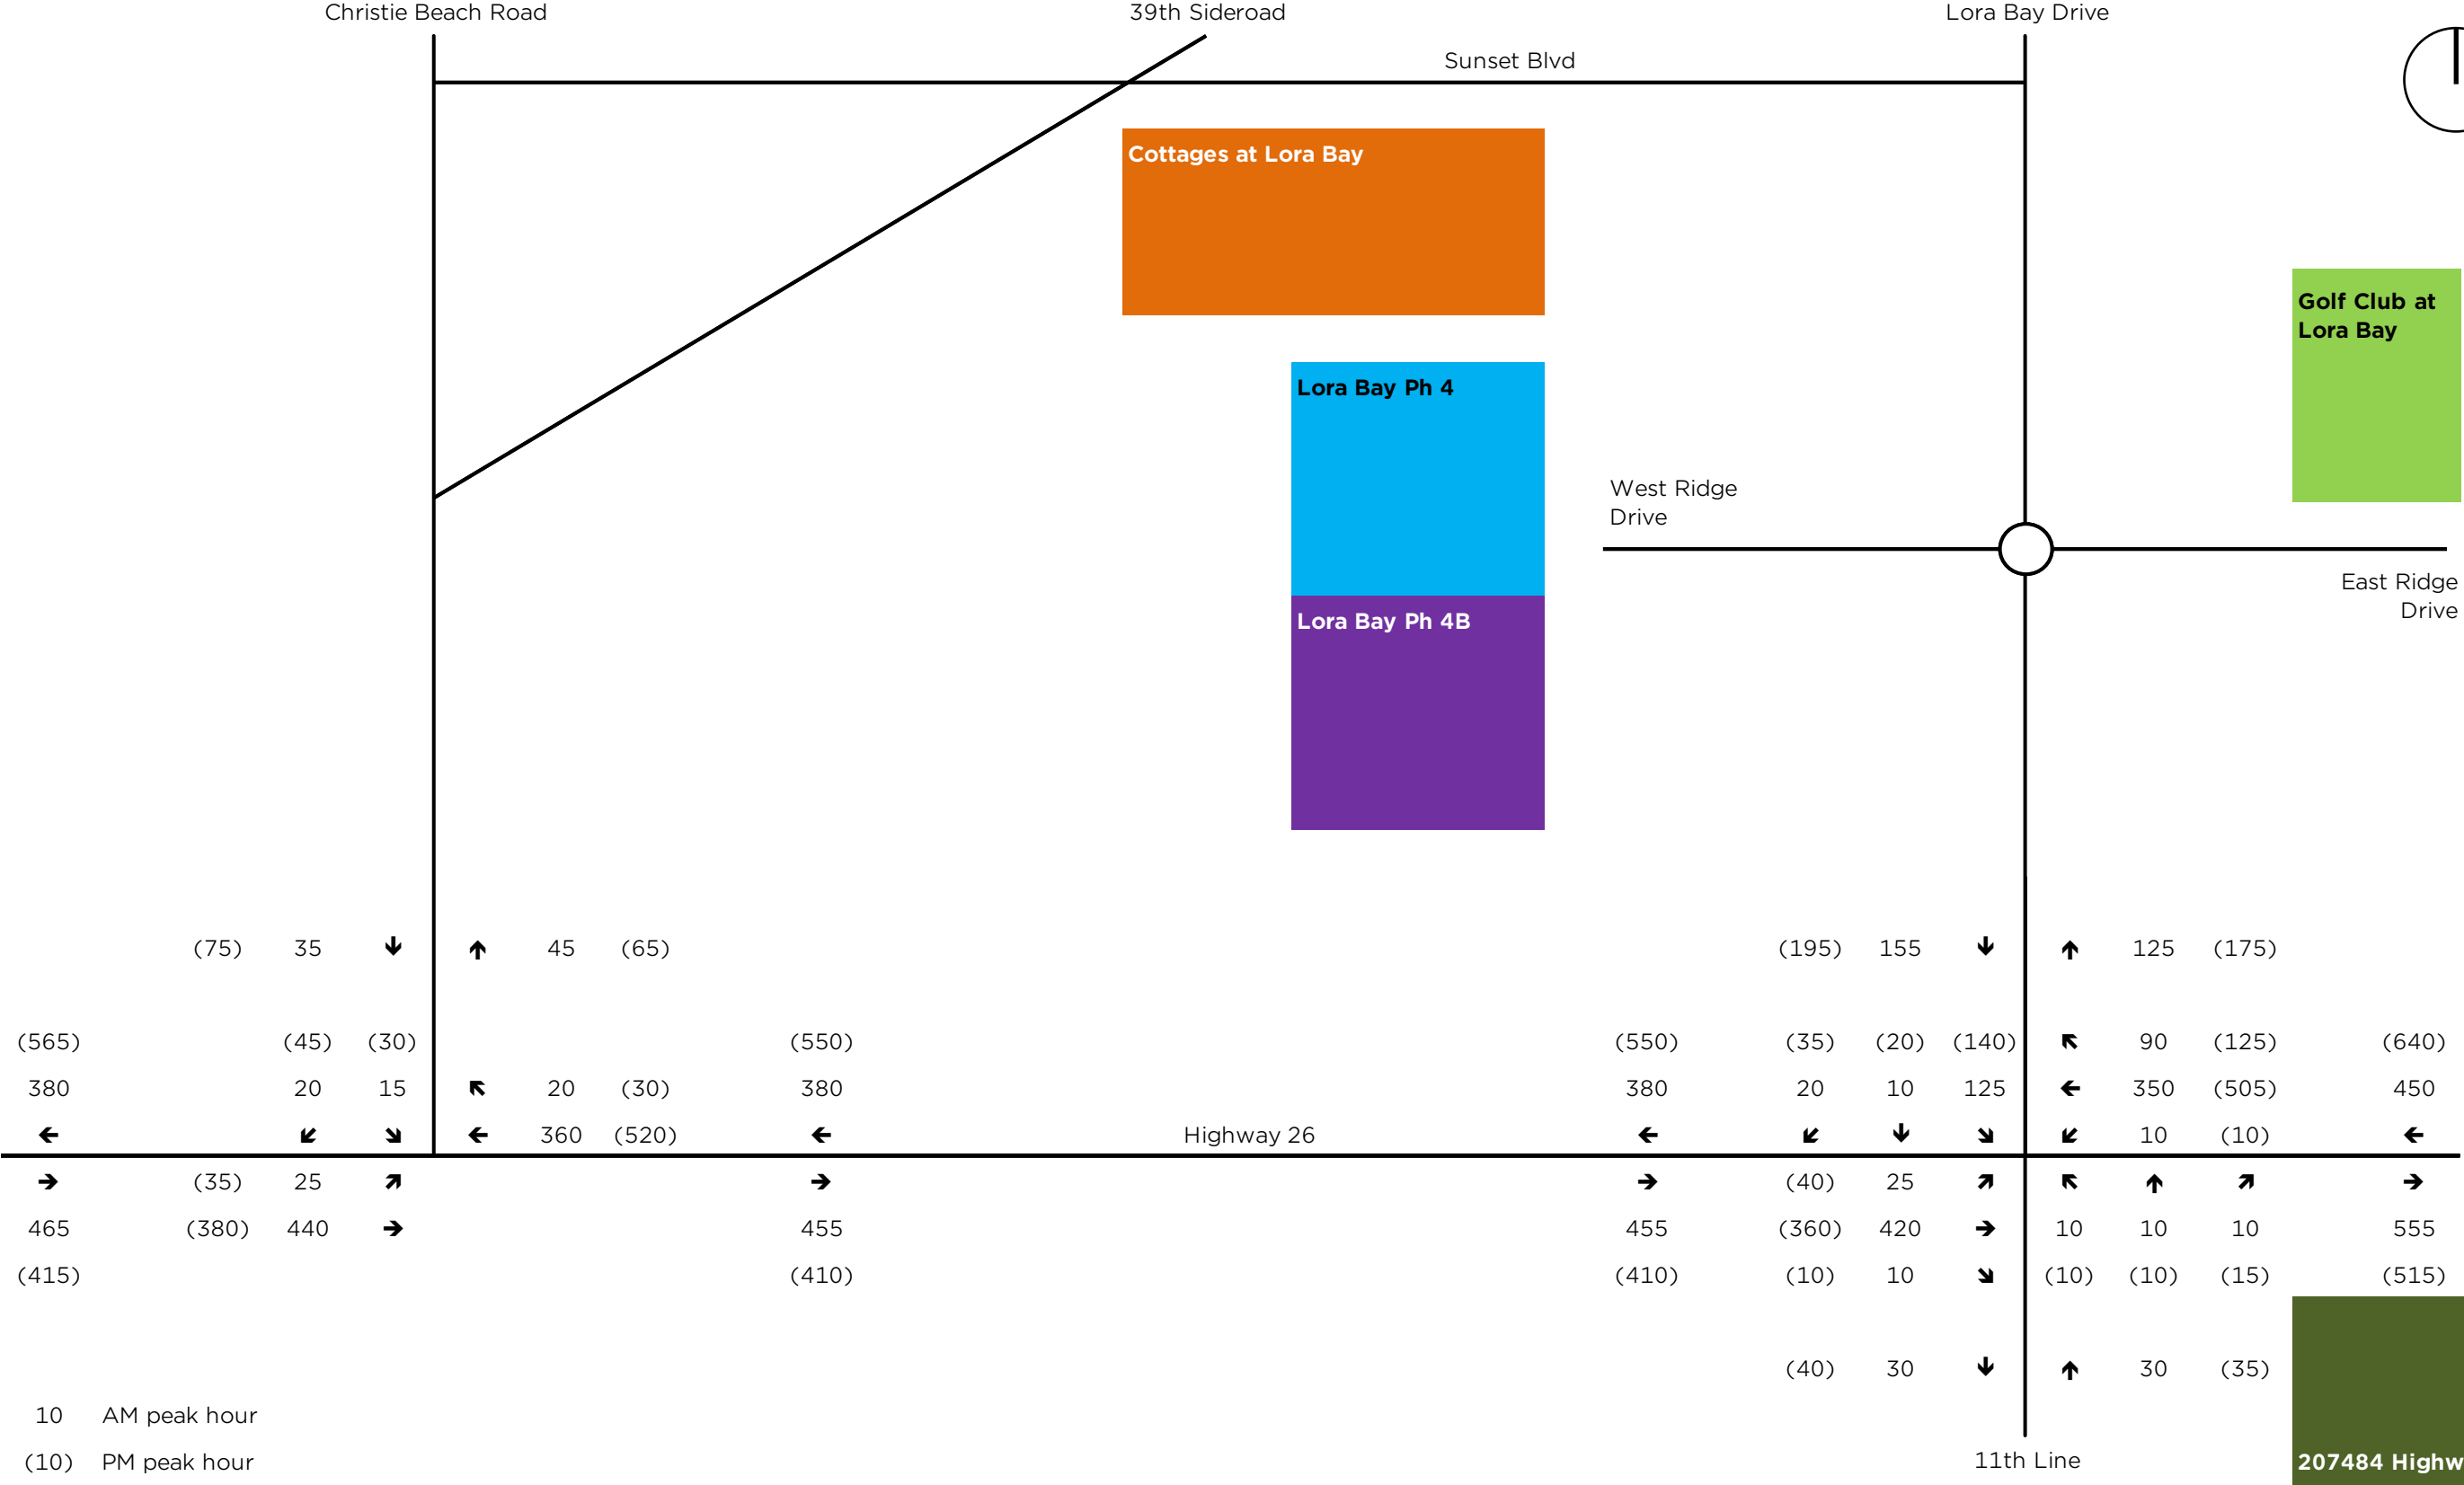 Christie Beach Road 39th Sideroad Lora Bay Drive
Sunset Blvd
Cottages at Lora Bay
Golf Club at
Lora Bay
Lora Bay Ph 4
West Ridge
Drive
East Ridge
Drive
Lora Bay Ph 4B
(75) 35 ↓ ↑ 45 (65) (195) 155 ↓ ↑ 125 (175)
(565) (45) (30) (550) (550) (35) (20) (140) ↖ 90 (125) (640)
380 20 15 ↖ 20 (30) 380 380 20 10 125 ← 350 (505) 450
← ↙ ↘ ← 360 (520) ← Highway 26 ← ↙ ↓ ↘ ↙ 10 (10) ←
→ (35) 25 ↗ → → (40) 25 ↗ ↖ ↑ ↗ →
465 (380) 440 → 455 455 (360) 420 → 10 10 10 555
(415) (410) (410) (10) 10 ↘ (10) (10) (15) (515)
(40) 30 ↓ ↑ 30 (35)
10 AM peak hour
(10) PM peak hour
11th Line
207484 Highw